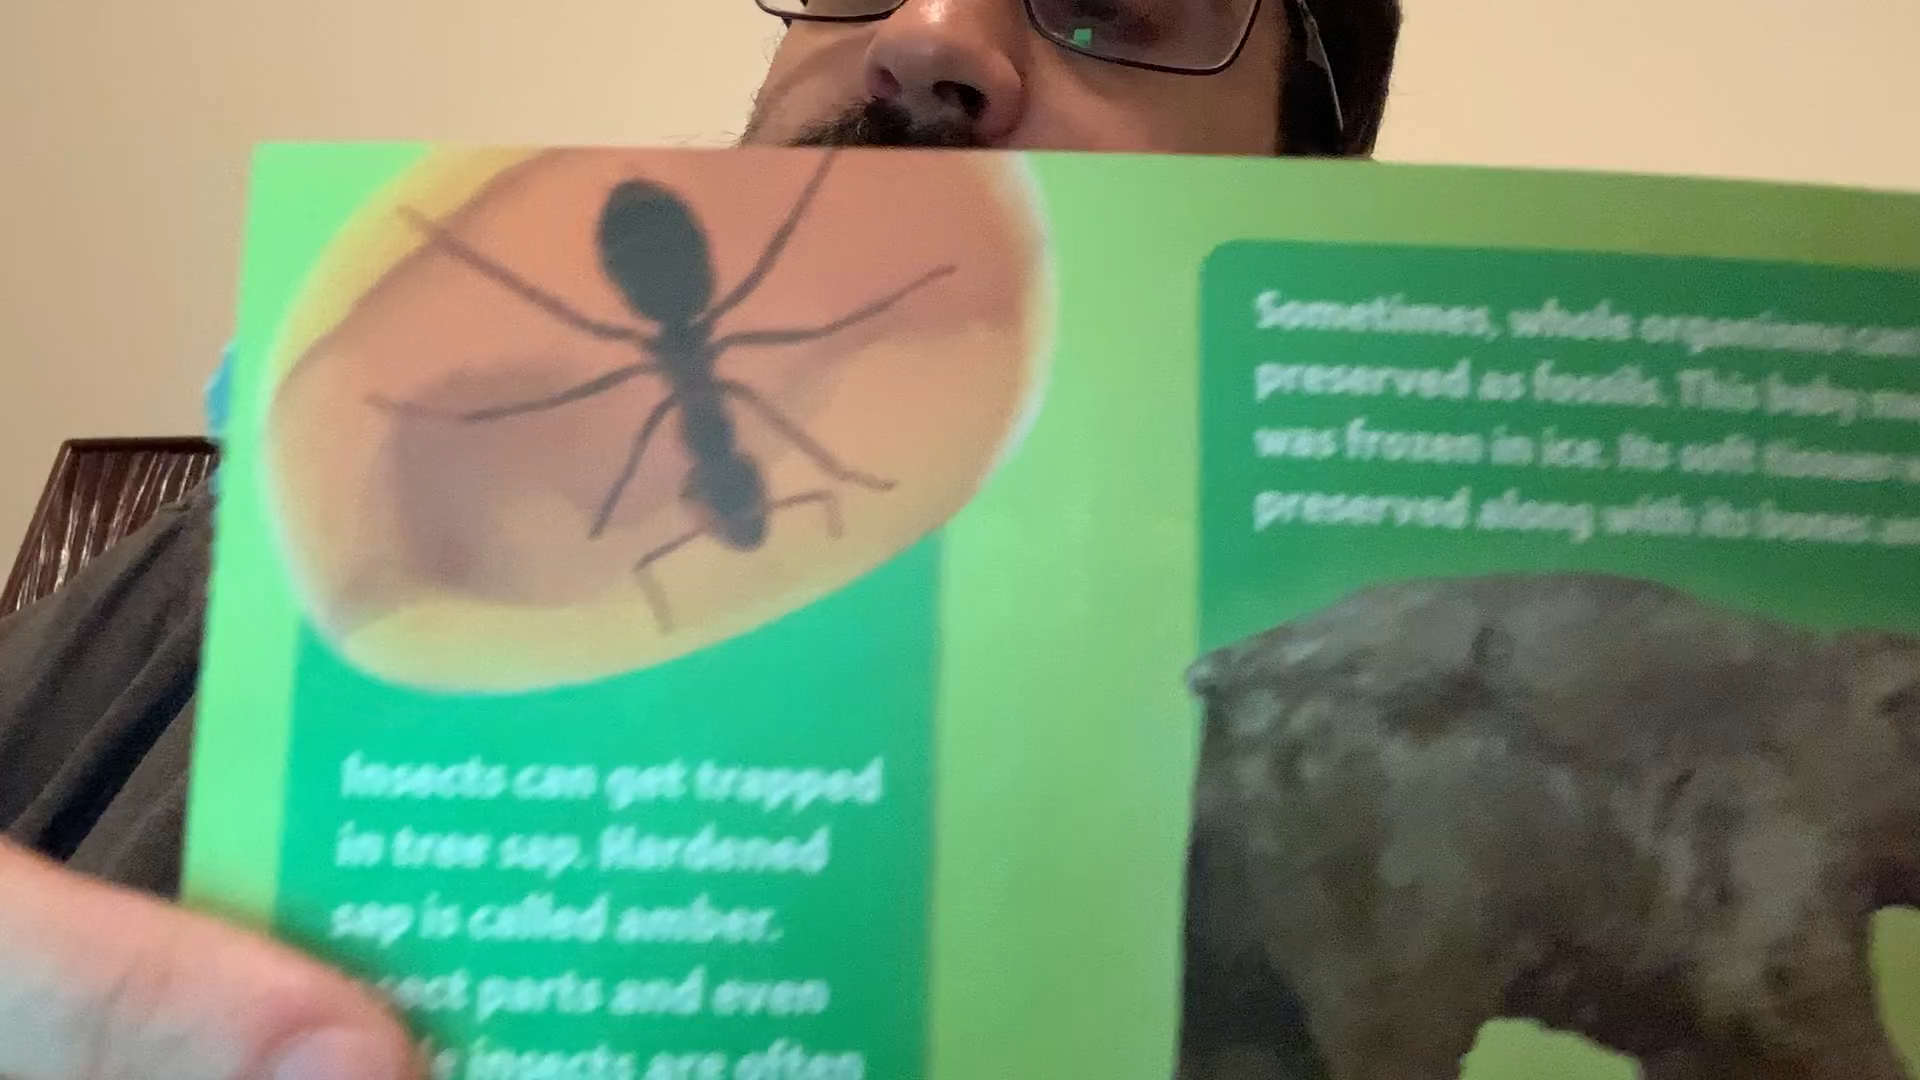 Insects can get trapped
in tree sap. Hardened
sap is called amber.
parts and even
insects are often
Sometimes, whole organisms
preserved as fossils. This baby
was frozen in ice. Its soft tissues
preserved along with its bones